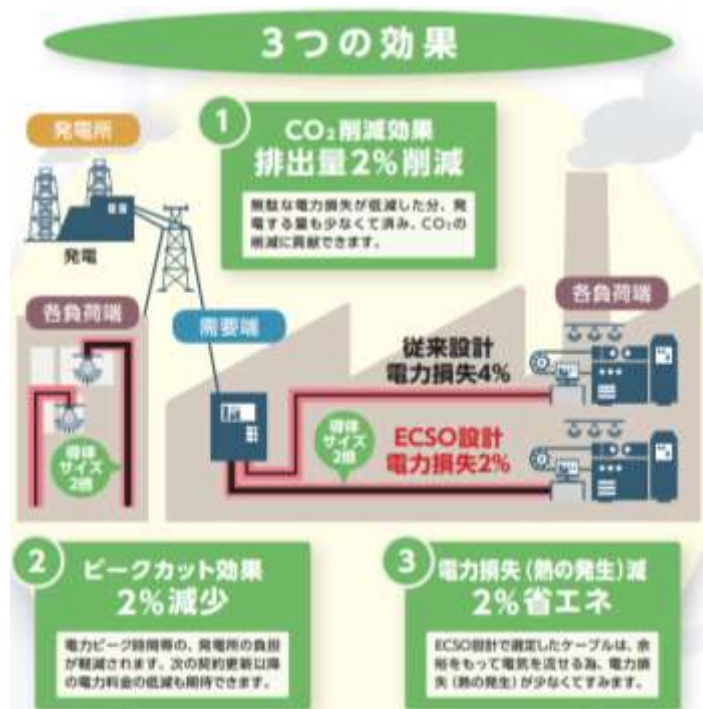 3つの効果
発電所
発電
1
CO₂削減効果
排出量2%削減
無駄な電力損失が低減した分、発
電する量も少なくて済み、CO₂の
削減に貢献できます。
各負荷端
需要端
各負荷端
従来設計
電力損失4%
導体
サイズ
2倍
導体
サイズ
2倍
ECSO設計
電力損失2%
2
ピークカット効果
2%減少
電力ピーク時間帯の、発電所の負担
が軽減されます。次の契約更新以降
の電力料金の低減も期待できます。
3
電力損失(熱の発生)減
2%省エネ
ECSO設計で選定したケーブルは、余
裕をもって電気を流せる為、電力損
失(熱の発生)が少なくてすみます。